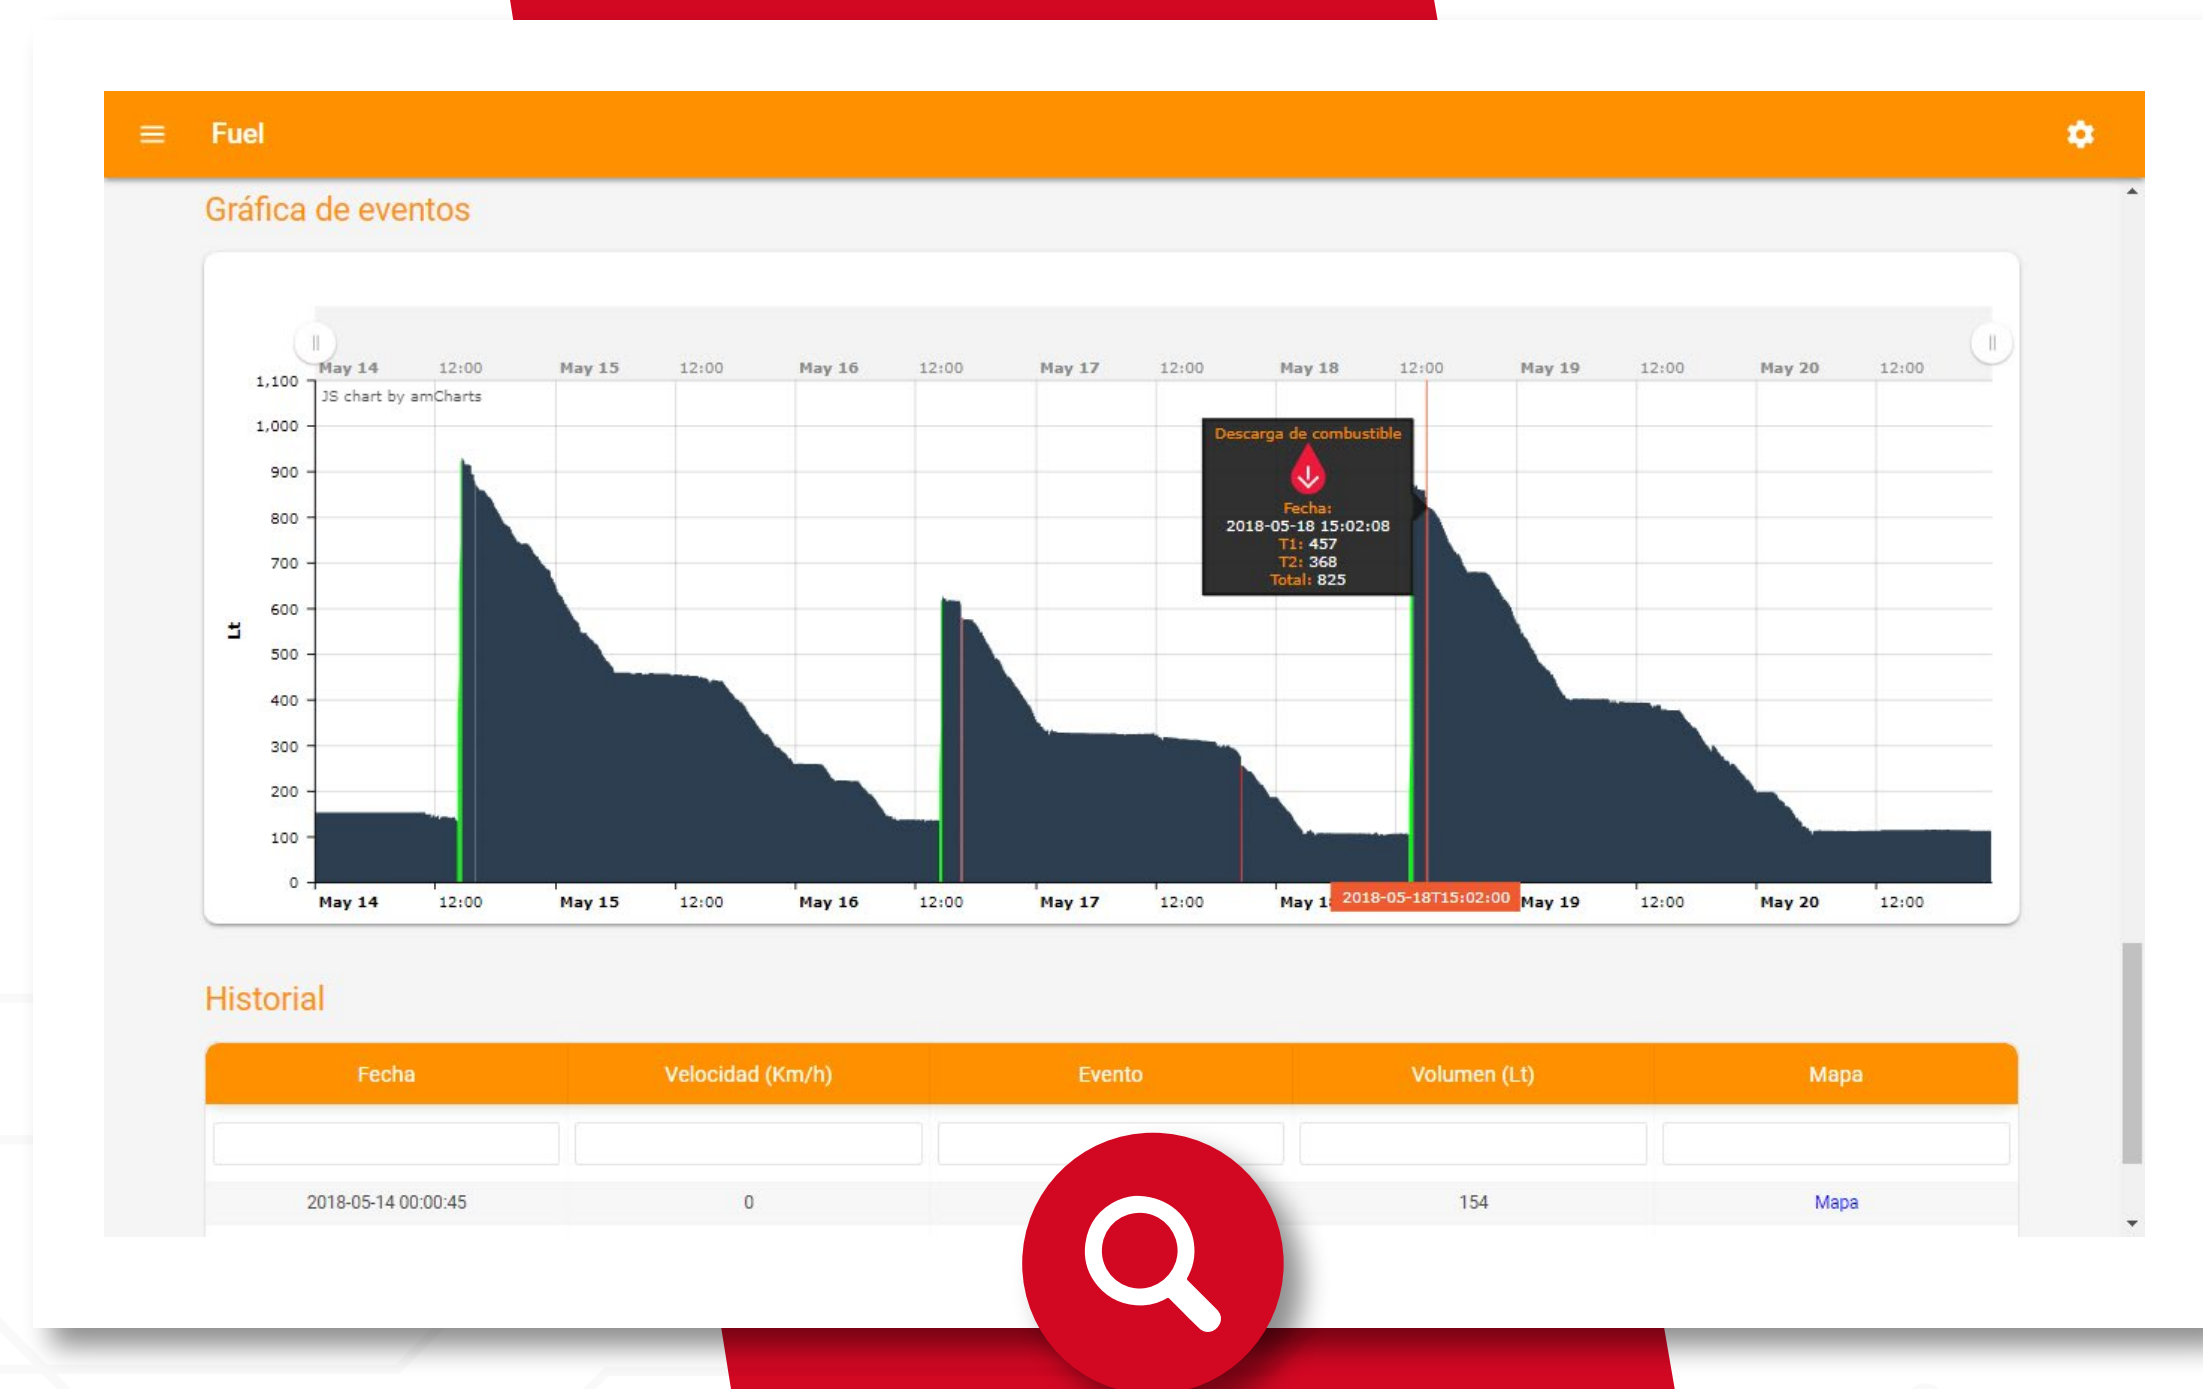 Fuel
Gráfica de eventos
May 14 12:00 May 15 12:00 May 16 12:00 May 17 12:00 May 18 12:00 May 19 12:00 May 20 12:00
JS chart by amCharts
1,100
1,000
900
800
700
600
500
400
300
200
100
0
Lt
Descarga de combustible
Fecha:
2018-05-18 15:02:08
T1: 457
T2: 368
Total: 825
May 14 12:00 May 15 12:00 May 16 12:00 May 17 12:00 May 1 2018-05-18T15:02:00 May 19 12:00 May 20 12:00
Historial
Fecha Velocidad (Km/h) Evento Volumen (Lt) Mapa
2018-05-14 00:00:45 0 154 Mapa